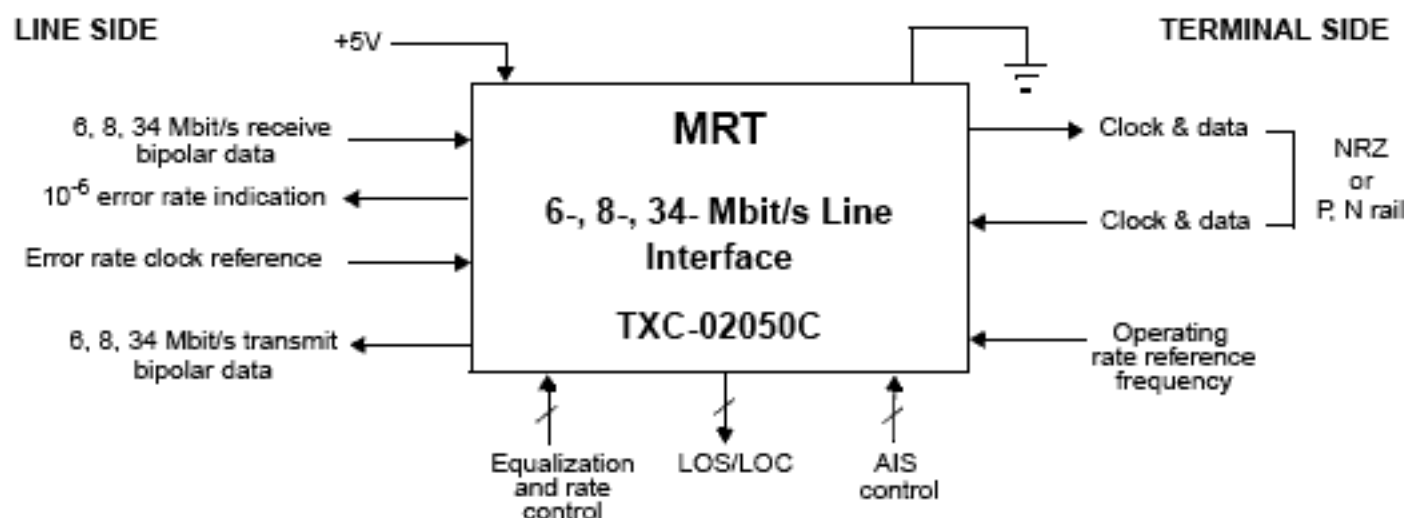 LINE SIDE
TERMINAL SIDE
+5V
6, 8, 34 Mbit/s receive
bipolar data
10-6 error rate indication
Error rate clock reference
6, 8, 34 Mbit/s transmit
bipolar data
MRT
6-, 8-, 34- Mbit/s Line
Interface
TXC-02050C
Clock & data
Clock & data
NRZ
or
P, N rail
Operating
rate reference
frequency
Equalization
and rate
control
LOS/LOC
AIS
control